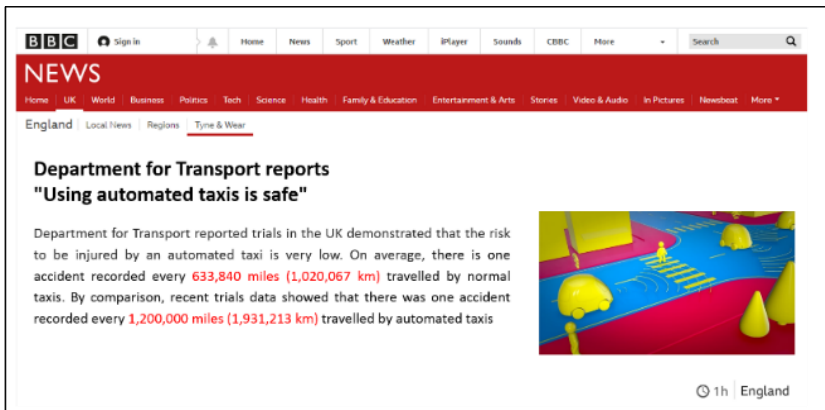 BBC Sign in Home News Sport Weather iPlayer Sounds CBBC More Search
NEWS
Home UK World Business Politics Tech Science Health Family & Education Entertainment & Arts Stories Video & Audio In Pictures Newsbeat More
England Local News Regions Tyne & Wear
Department for Transport reports
"Using automated taxis is safe"
Department for Transport reported trials in the UK demonstrated that the risk
to be injured by an automated taxi is very low. On average, there is one
accident recorded every 633,840 miles (1,020,067 km) travelled by normal
taxis. By comparison, recent trials data showed that there was one accident
recorded every 1,200,000 miles (1,931,213 km) travelled by automated taxis
1h England